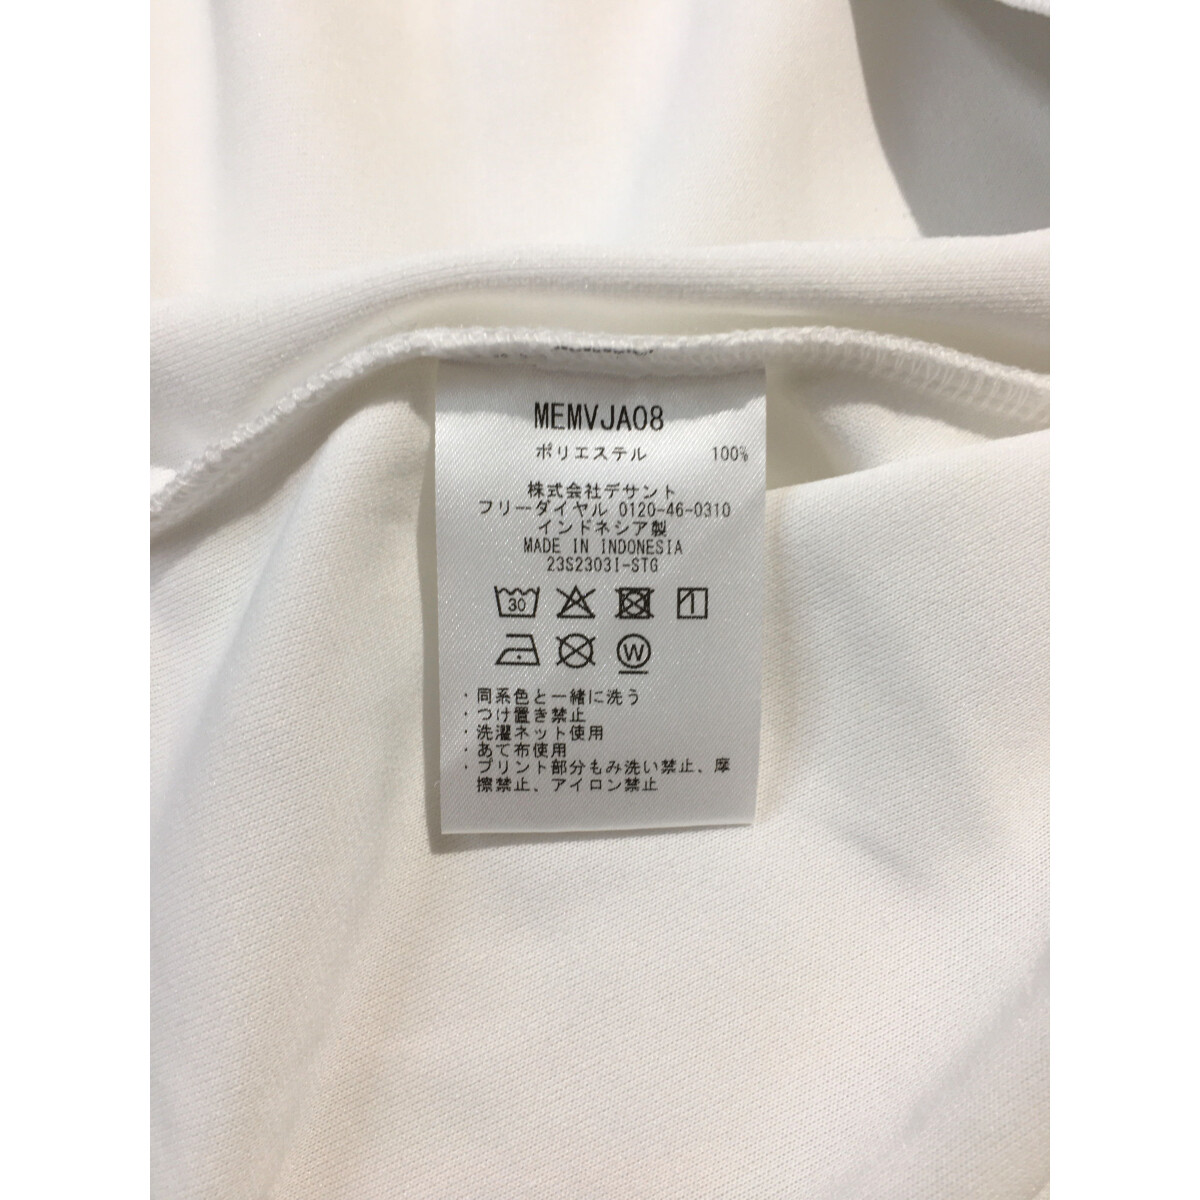 MEMVJA08
ポリエステル 100%
株式会社デサント
フリーダイヤル 0120-46-0310
インドネシア製
MADE IN INDONESIA
23S2303I-STG
30
W
・同系色と一緒に洗う
・つけ置き禁止
・洗濯ネット使用
・あて布使用
・プリント部分もみ洗い禁止、摩
擦禁止、アイロン禁止